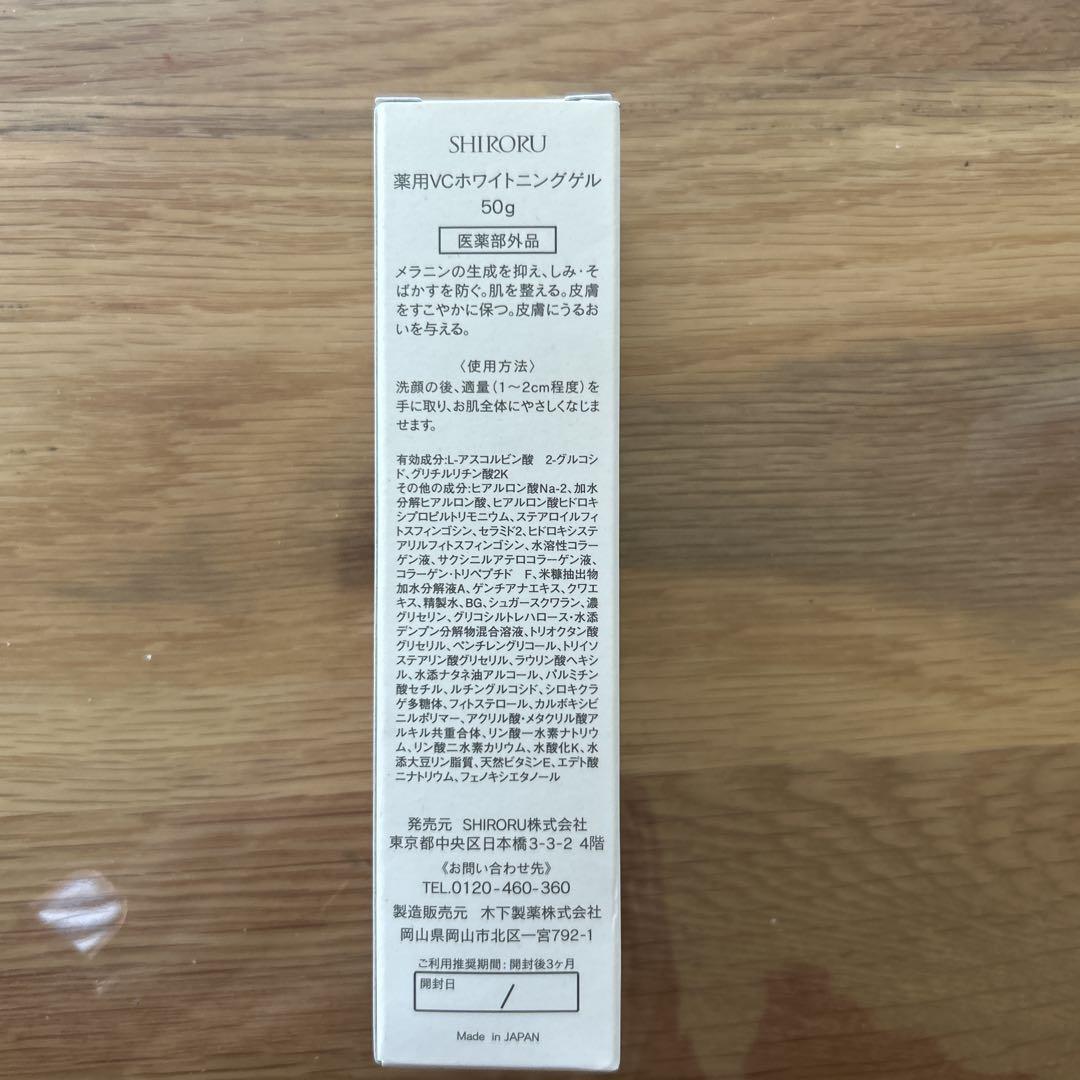 SHIRORU
薬用VCホワイトニングゲル
50g
医薬部外品
メラニンの生成を抑え、しみ・そ
ばかすを防ぐ。肌を整える。皮膚
をすこやかに保つ。皮膚にうるお
いを与える。
〈使用方法〉
洗顔の後、適量(1〜2cm程度)を
手に取り、お肌全体にやさしくなじま
せます。
有効成分:L-アスコルビン酸 2-グルコシ
ド、グリチルリチン酸2K
その他の成分:ヒアルロン酸Na-2、加水
分解ヒアルロン酸、ヒアルロン酸ヒドロキ
シプロピルトリモニウム、ステアロイルフィ
トスフィンゴシン、セラミド2、ヒドロキシステ
アリルフィトスフィンゴシン、水溶性コラー
ゲン液、サクシニルアテロコラーゲン液、
コラーゲン・トリペプチド F、米糠抽出物
加水分解液A、ゲンチアナエキス、クワエ
キス、精製水、BG、シュガースクワラン、濃
グリセリン、グリコシルトレハロース・水添
デンプン分解物混合溶液、トリオクタン酸
グリセリル、ペンチレングリコール、トリイソ
ステアリン酸グリセリル、ラウリン酸ヘキシ
ル、水添ナタネ油アルコール、パルミチン
酸セチル、ルチングルコシド、シロキクラ
ゲ多糖体、フィトステロール、カルボキシビ
ニルポリマー、アクリル酸・メタクリル酸ア
ルキル共重合体、リン酸一水素ナトリウ
ム、リン酸二水素カリウム、水酸化K、水
添大豆リン脂質、天然ビタミンE、エデト酸
二ナトリウム、フェノキシエタノール
発売元 SHIRORU株式会社
東京都中央区日本橋3-3-2 4階
《お問い合わせ先》
TEL.0120-460-360
製造販売元 木下製薬株式会社
岡山県岡山市北区一宮792-1
ご利用推奨期間:開封後3ヶ月
開封日 /
Made in JAPAN